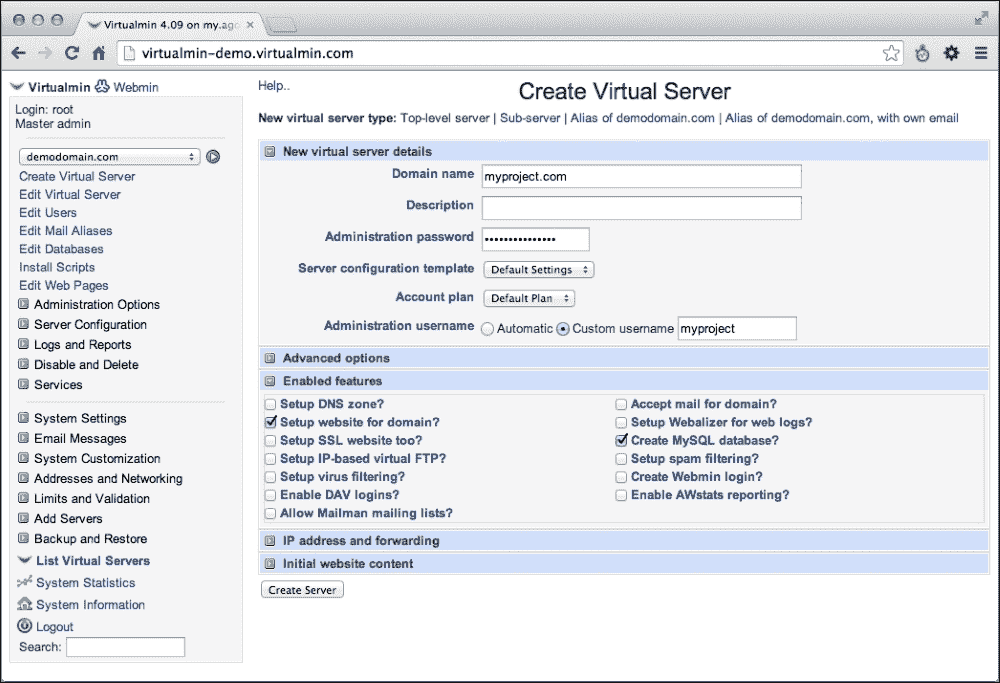 Virtualmin 4.09 on my.ago
virtualmin-demo.virtualmin.com
Virtualmin Webmin
Login: root
Master admin
demodomain.com
Create Virtual Server
Edit Virtual Server
Edit Users
Edit Mail Aliases
Edit Databases
Install Scripts
Edit Web Pages
Administration Options
Server Configuration
Logs and Reports
Disable and Delete
Services
System Settings
Email Messages
System Customization
Addresses and Networking
Limits and Validation
Add Servers
Backup and Restore
List Virtual Servers
System Statistics
System Information
Logout
Search:
Help..
Create Virtual Server
New virtual server type: Top-level server | Sub-server | Alias of demodomain.com | Alias of demodomain.com, with own email
New virtual server details
Domain name myproject.com
Description
Administration password •••••••••••••••
Server configuration template Default Settings
Account plan Default Plan
Administration username Automatic Custom username myproject
Advanced options
Enabled features
Setup DNS zone? Accept mail for domain?
Setup website for domain? Setup Webalizer for web logs?
Setup SSL website too? Create MySQL database?
Setup IP-based virtual FTP? Setup spam filtering?
Setup virus filtering? Create Webmin login?
Enable DAV logins? Enable AWstats reporting?
Allow Mailman mailing lists?
IP address and forwarding
Initial website content
Create Server